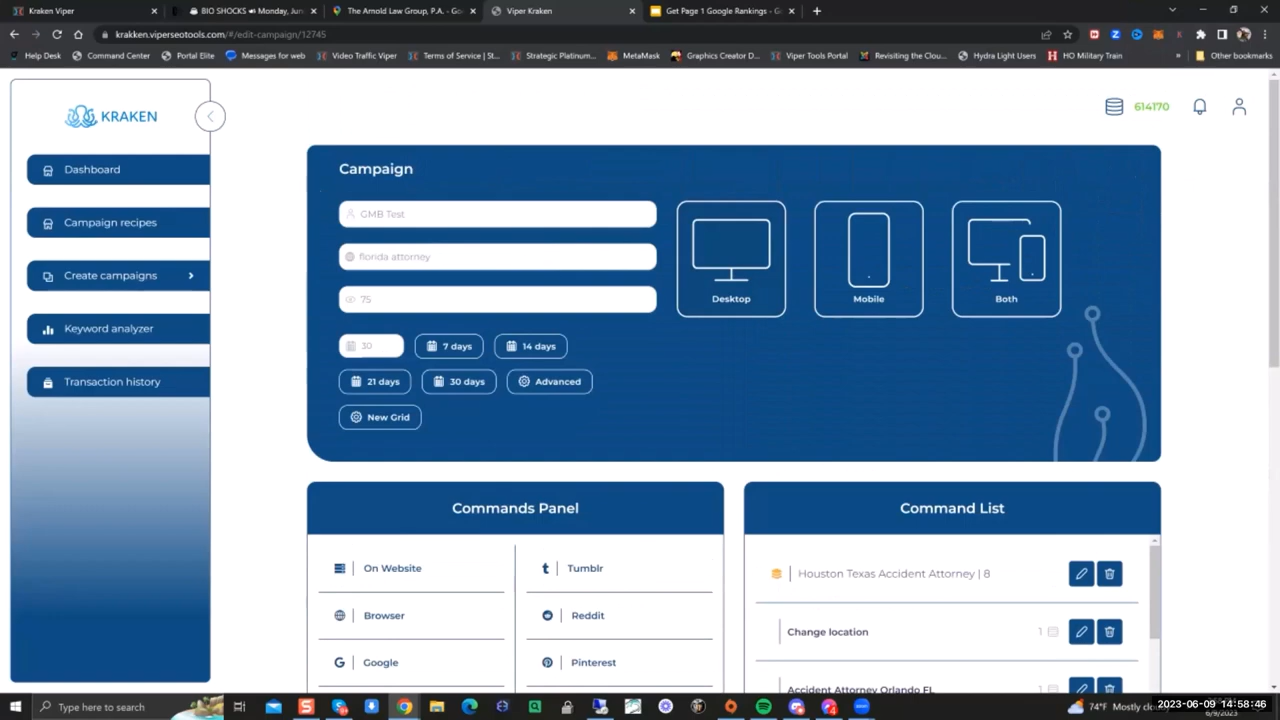 Kraken Viper
BIO SHOCKS
Monday, Jun
The Arnold Law Group, P.A. - Go
Viper Kraken
Get Page 1 Google Rankings - G
krakken.viperseotools.com/#/edit-campaign/12745
Help Desk
Command Center
Portal Elite
Messages for web
Video Traffic Viper
Terms of Service | St...
Strategic Platinum...
MetaMask
Graphics Creator D...
Viper Tools Portal
Revisiting the Clou...
Hydra Light Users
HO Military Train
»
Other bookmarks
KRAKEN
614170
Dashboard
Campaign recipes
Create campaigns
Keyword analyzer
Transaction history
Campaign
GMB Test
florida attorney
75
30
7 days
14 days
21 days
30 days
Advanced
New Grid
Desktop
Mobile
Both
Commands Panel
On Website
Tumblr
Browser
Reddit
Google
Pinterest
Command List
Houston Texas Accident Attorney | 8
Change location
1
Accident Attorney Orlando FL
1
Type here to search
74°F Mostly clou
2023-06-09 14:58:46
6/9/2023